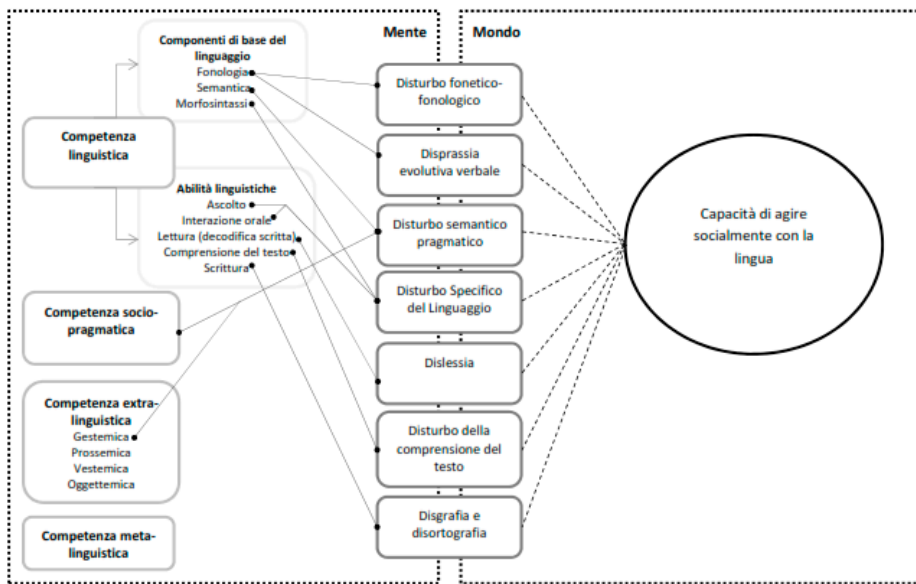 Mente
Mondo
Componenti di base del
linguaggio
Fonologia
Semantica
Morfosintassi
Competenza
linguistica
Abilità linguistiche
Ascolto
Interazione orale
Lettura (decodifica scritta)
Comprensione del testo
Scrittura
Competenza socio-
pragmatica
Competenza extra-
linguistica
Gestemica
Prossemica
Vestemica
Oggettemica
Competenza meta-
linguistica
Disturbo fonetico-
fonologico
Disprassia
evolutiva verbale
Disturbo semantico
pragmatico
Disturbo Specifico
del Linguaggio
Dislessia
Disturbo della
comprensione del
testo
Disgrafia e
disortografia
Capacità di agire
socialmente con la
lingua